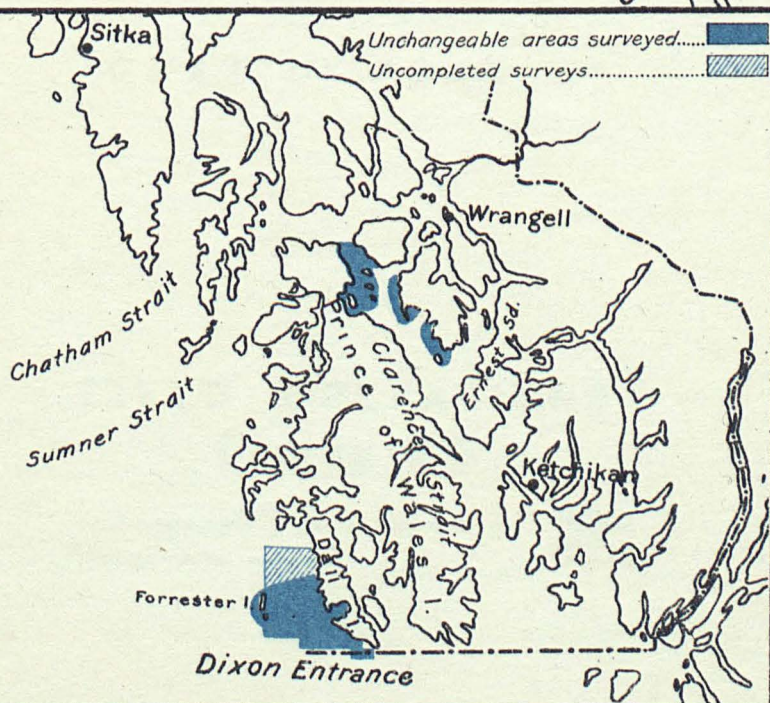 Sitka
Unchangeable areas surveyed......
Uncompleted surveys................
Wrangell
Chatham Strait
Sumner Strait
Prince of Wales I.
Clarence Strait
Ernest Sd.
Ketchikan
Dall I.
Forrester I.
Dixon Entrance